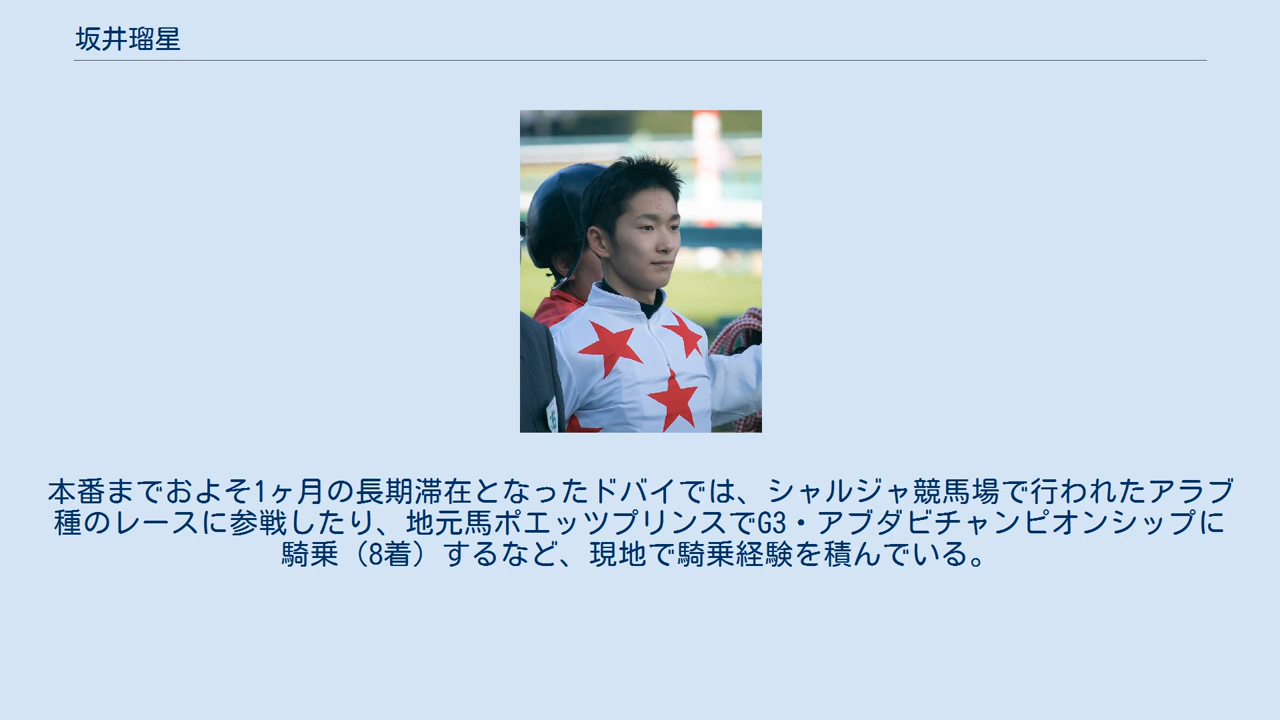 坂井瑠星
本番までおよそ1ヶ月の長期滞在となったドバイでは、シャルジャ競馬場で行われたアラブ
種のレースに参戦したり、地元馬ポエッツプリンスでG3・アブダビチャンピオンシップに
騎乗（8着）するなど、現地で騎乗経験を積んでいる。